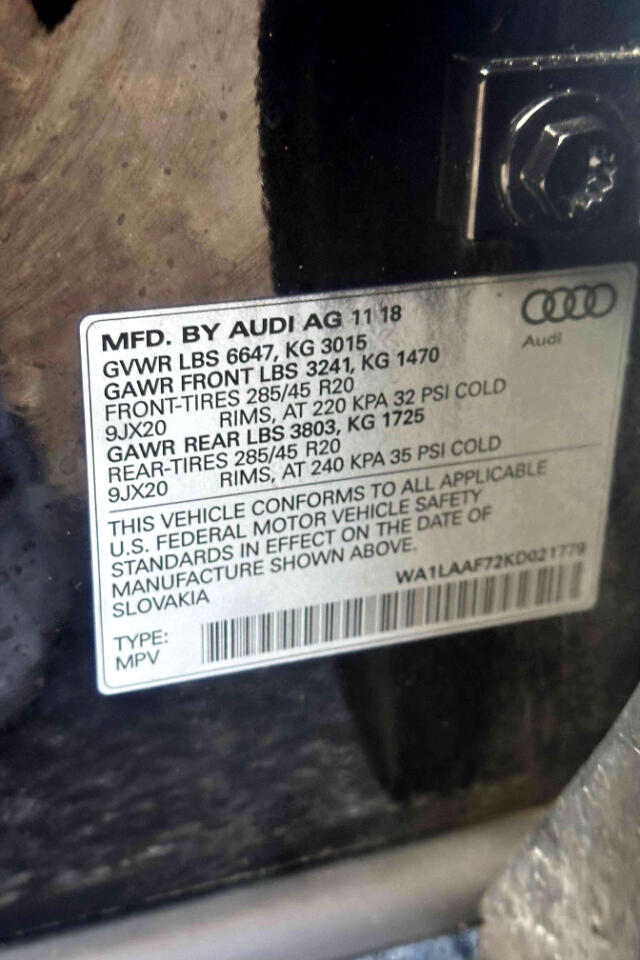 MFD. BY AUDI AG 11 18
Audi
GVWR LBS 6647, KG 3015
GAWR FRONT LBS 3241, KG 1470
FRONT-TIRES 285/45 R20
9JX20 RIMS, AT 220 KPA 32 PSI COLD
GAWR REAR LBS 3803, KG 1725
REAR-TIRES 285/45 R20
9JX20 RIMS, AT 240 KPA 35 PSI COLD
THIS VEHICLE CONFORMS TO ALL APPLICABLE
U.S. FEDERAL MOTOR VEHICLE SAFETY
STANDARDS IN EFFECT ON THE DATE OF
MANUFACTURE SHOWN ABOVE.
SLOVAKIA
WA1LAAF72KD021779
TYPE:
MPV